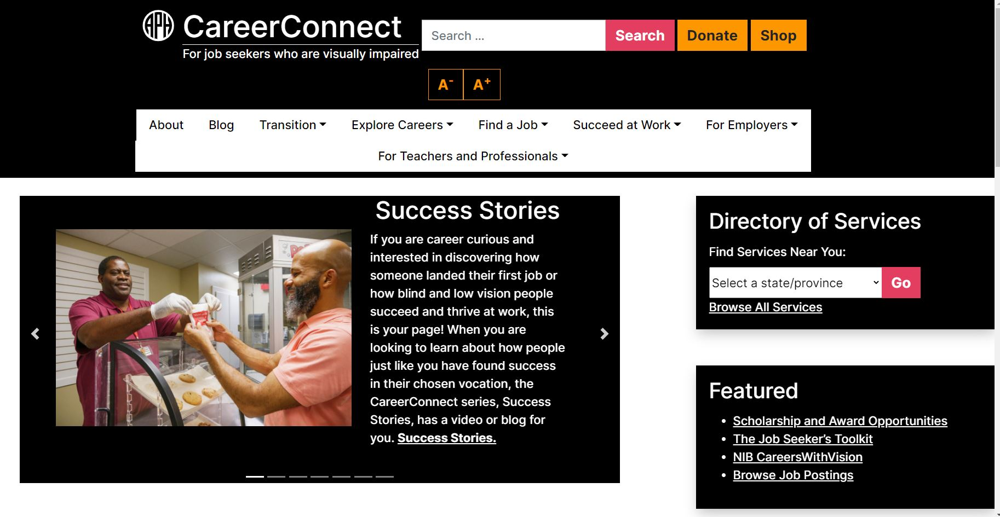 APH
CareerConnect
For job seekers who are visually impaired
Search ...
Search
Donate
Shop
A-
A+
About
Blog
Transition
Explore Careers
Find a Job
Succeed at Work
For Employers
For Teachers and Professionals
Success Stories
If you are career curious and
interested in discovering how
someone landed their first job or
how blind and low vision people
succeed and thrive at work, this
is your page! When you are
looking to learn about how people
just like you have found success
in their chosen vocation, the
CareerConnect series, Success
Stories, has a video or blog for
you. Success Stories.
Directory of Services
Find Services Near You:
Select a state/province
Go
Browse All Services
Featured
• Scholarship and Award Opportunities
• The Job Seeker’s Toolkit
• NIB CareersWithVision
• Browse Job Postings